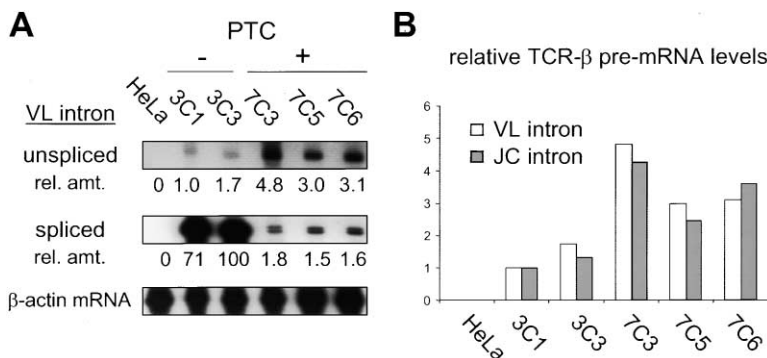 A
PTC
- +
HeLa 3C1 3C3 7C3 7C5 7C6
VL intron
unspliced
rel. amt. 0 1.0 1.7 4.8 3.0 3.1
spliced
rel. amt. 0 71 100 1.8 1.5 1.6
β-actin mRNA
B
relative TCR-β pre-mRNA levels
VL intron
JC intron
6
5
4
3
2
1
0
HeLa 3C1 3C3 7C3 7C5 7C6